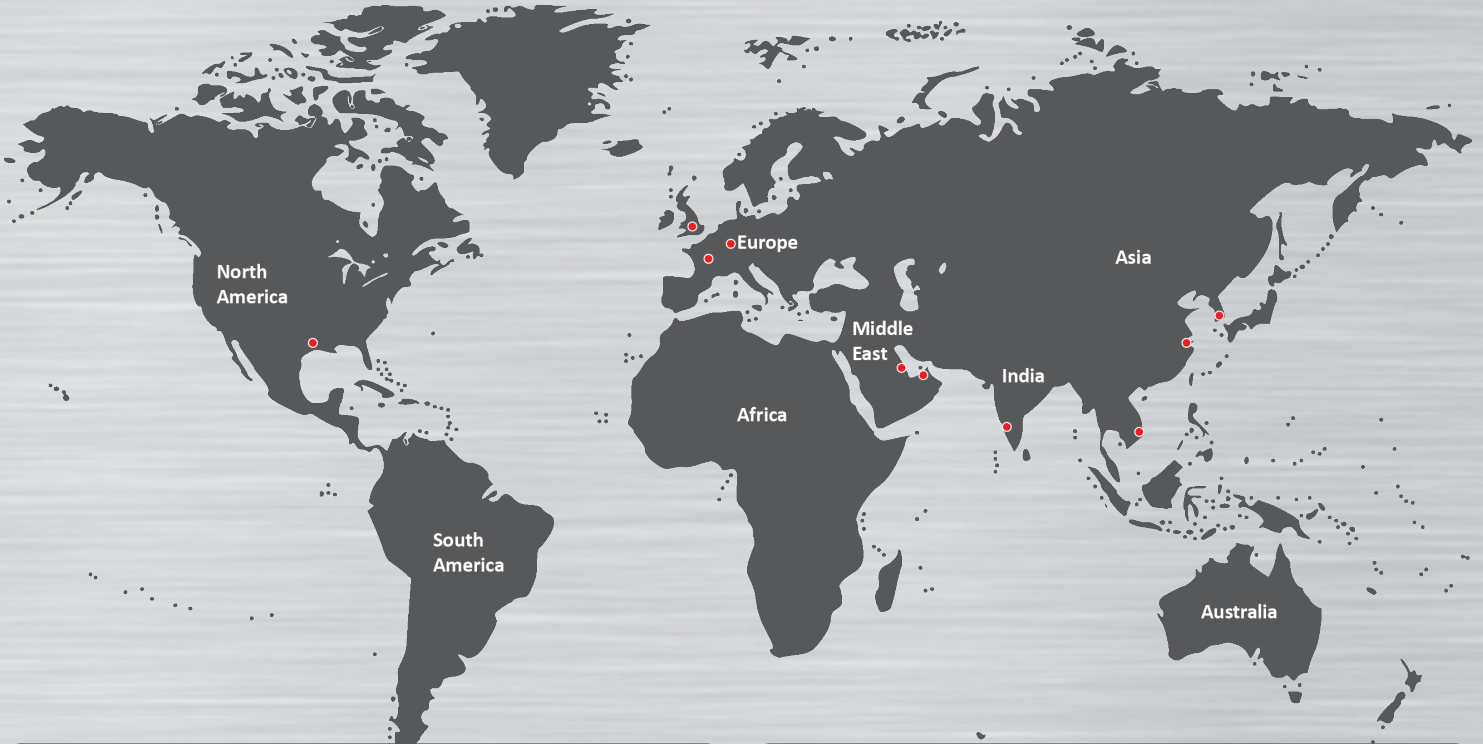 North
America
Europe
Asia
Middle
East
India
Africa
South
America
Australia